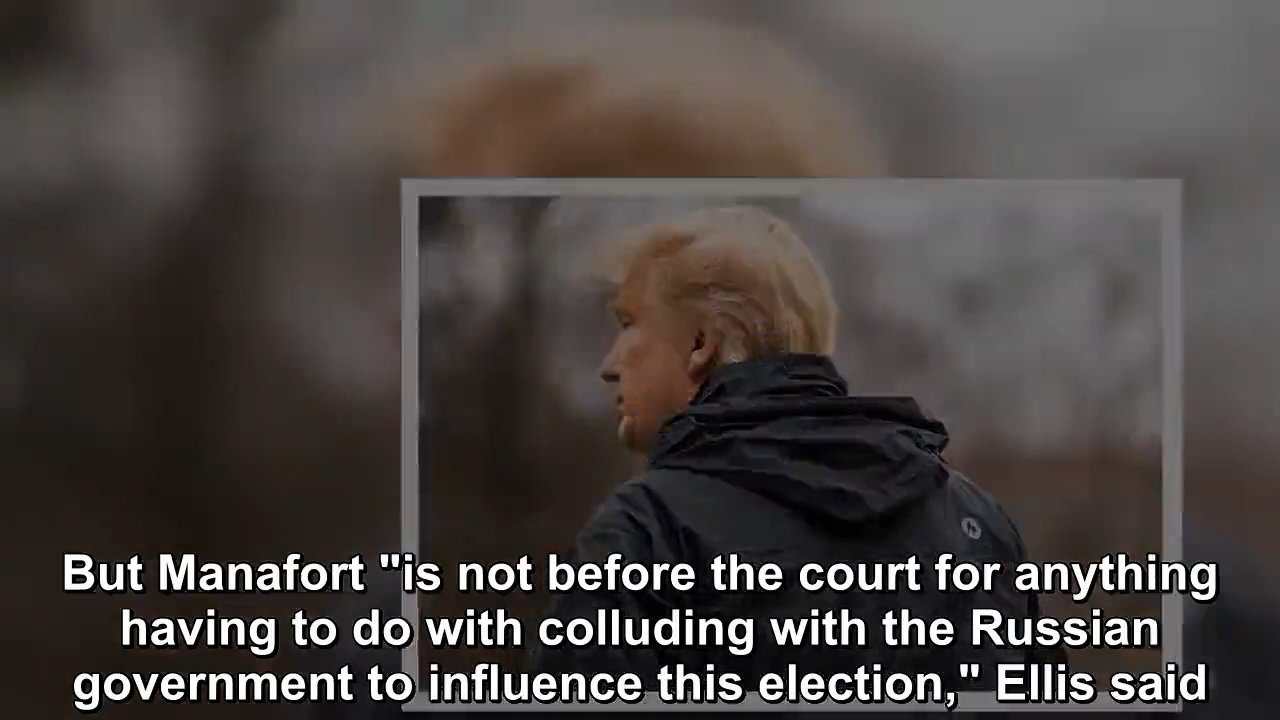 But Manafort "is not before the court for anything
having to do with colluding with the Russian
government to influence this election," Ellis said